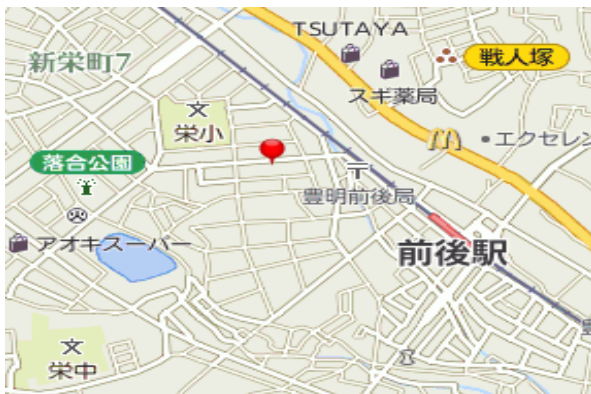 TSUTAYA
新栄町7
戦人塚
スギ薬局
栄小
エクセレン
落合公園
豊明前後局
アオキスーパー
前後駅
栄中